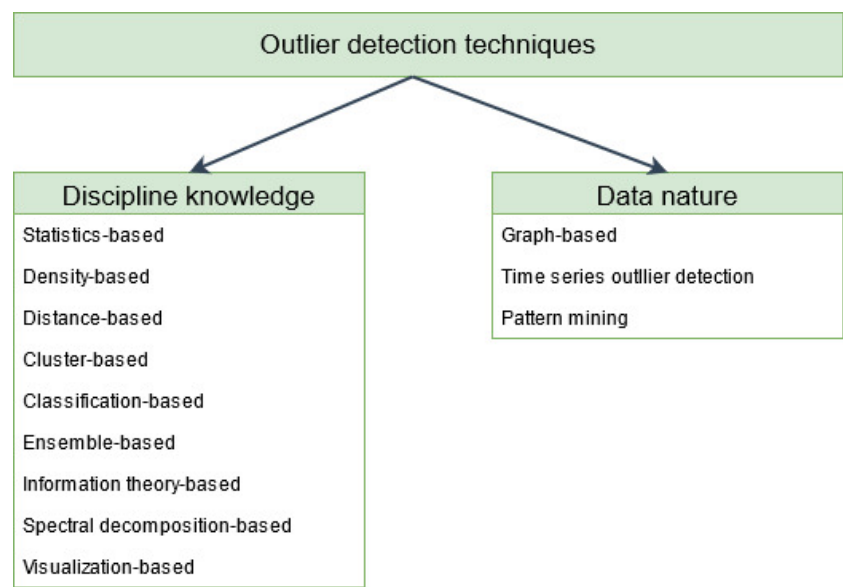 Outlier detection techniques
Discipline knowledge
Statistics-based
Density-based
Distance-based
Cluster-based
Classification-based
Ensemble-based
Information theory-based
Spectral decomposition-based
Visualization-based
Data nature
Graph-based
Time series outllier detection
Pattern mining